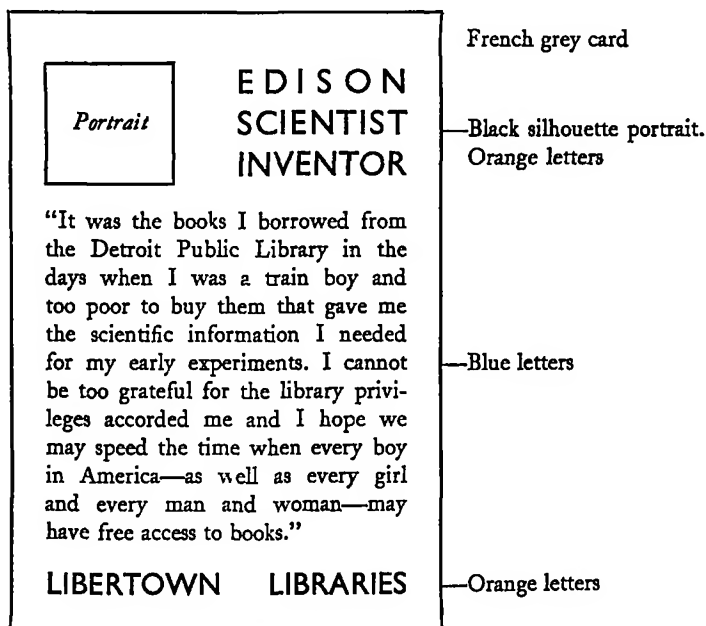 French grey card
Portrait
EDISON
SCIENTIST
INVENTOR
—Black silhouette portrait.
Orange letters
“It was the books I borrowed from
the Detroit Public Library in the
days when I was a train boy and
too poor to buy them that gave me
the scientific information I needed
for my early experiments. I cannot
be too grateful for the library privi-
leges accorded me and I hope we
may speed the time when every boy
in America—as well as every girl
and every man and woman—may
have free access to books.”
—Blue letters
LIBERTOWN LIBRARIES
—Orange letters